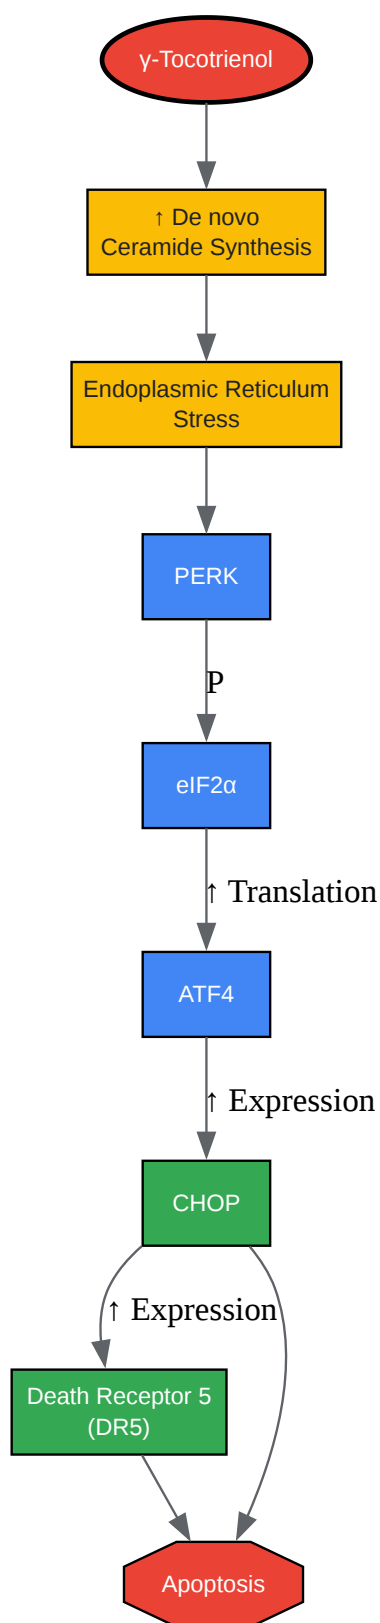 γ-Tocotrienol
↑ De novo
Ceramide Synthesis
Endoplasmic Reticulum
Stress
PERK
P
eIF2α
↑ Translation
ATF4
↑ Expression
CHOP
↑ Expression
Death Receptor 5
(DR5)
Apoptosis